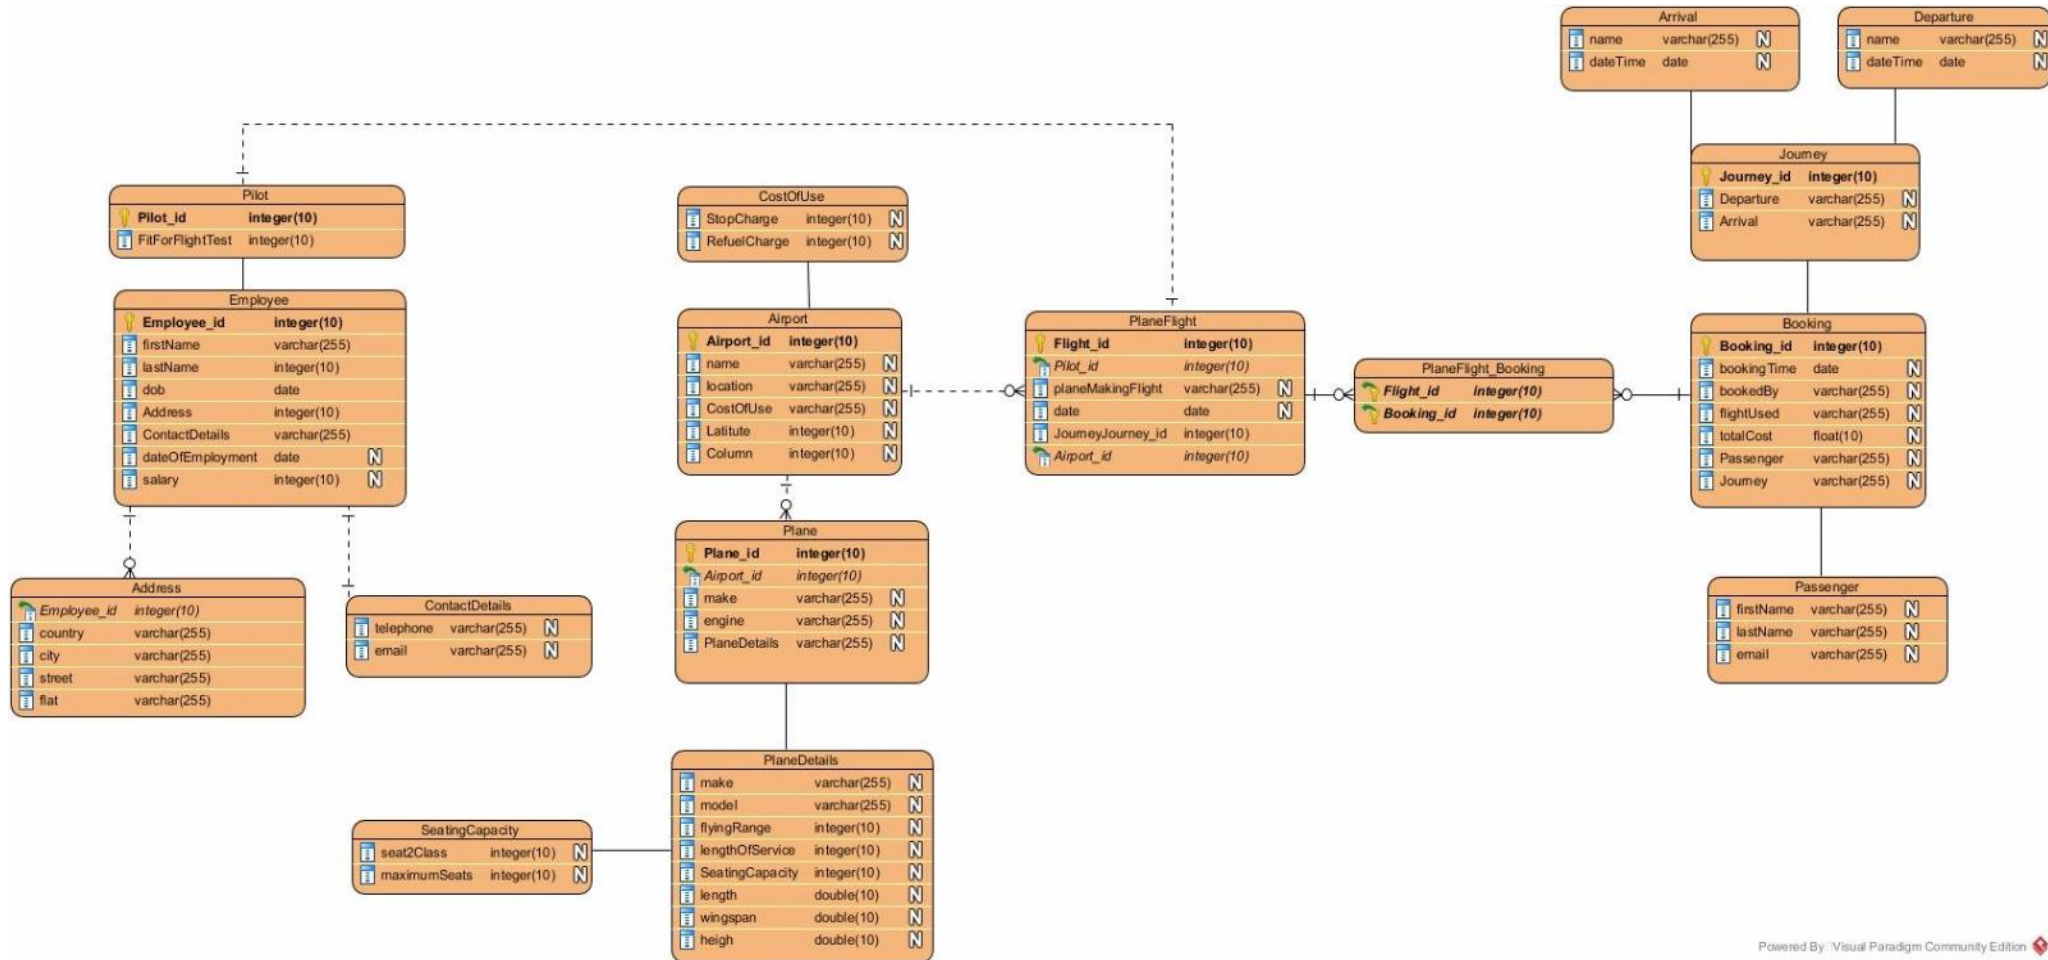 Arrival
name varchar(255) N
dateTime date N
Departure
name varchar(255) N
dateTime date N
Journey
Journey_id integer(10)
Departure varchar(255) N
Arrival varchar(255) N
Pilot
Pilot_id integer(10)
FitForFlightTest integer(10)
CostOfUse
StopCharge integer(10) N
RefuelCharge integer(10) N
Employee
Employee_id integer(10)
firstName varchar(255)
lastName integer(10)
dob date
Address integer(10)
ContactDetails varchar(255)
dateOfEmployment date N
salary integer(10) N
Airport
Airport_id integer(10)
name varchar(255) N
location varchar(255) N
CostOfUse varchar(255) N
Latitute integer(10) N
Column integer(10) N
PlaneFlight
Flight_id integer(10)
Pilot_id integer(10)
planeMakingFlight varchar(255) N
date date N
JourneyJourney_id integer(10)
Airport_id integer(10)
PlaneFlight_Booking
Flight_id integer(10)
Booking_id integer(10)
Booking
Booking_id integer(10)
bookingTime date N
bookedBy varchar(255) N
flightUsed varchar(255) N
totalCost float(10) N
Passenger varchar(255) N
Journey varchar(255) N
Address
Employee_id integer(10)
country varchar(255)
city varchar(255)
street varchar(255)
flat varchar(255)
ContactDetails
telephone varchar(255) N
email varchar(255) N
Plane
Plane_id integer(10)
Airport_id integer(10)
make varchar(255) N
engine varchar(255) N
PlaneDetails varchar(255) N
Passenger
firstName varchar(255) N
lastName varchar(255) N
email varchar(255) N
PlaneDetails
make varchar(255) N
model varchar(255) N
flyingRange integer(10) N
lengthOfService integer(10) N
SeatingCapacity integer(10) N
length double(10) N
wingspan double(10) N
heigh double(10) N
SeatingCapacity
seat2Class integer(10) N
maximumSeats integer(10) N
Powered By Visual Paradigm Community Edition